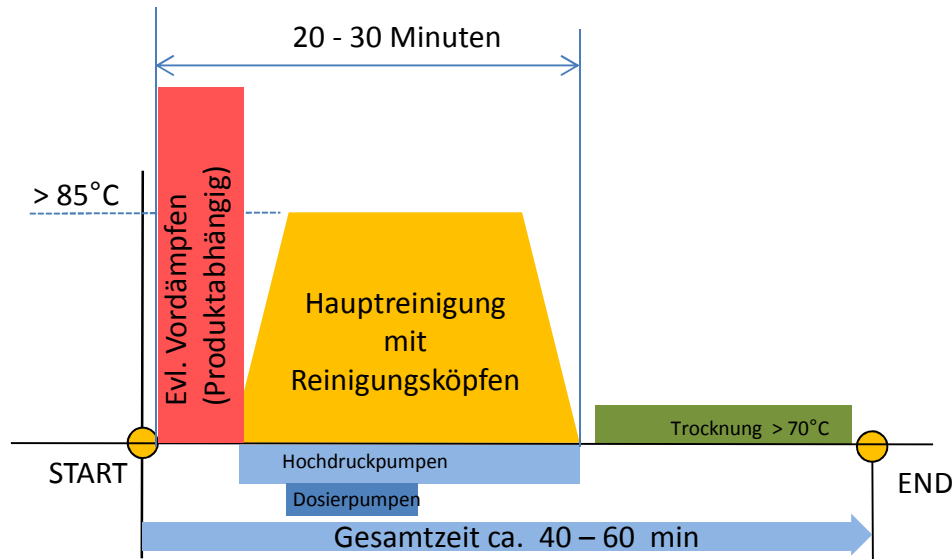 20 - 30 Minuten
> 85°C
Evl. Vordämpfen
(Produktabhängig)
Hauptreinigung
mit
Reinigungsköpfen
Trocknung > 70°C
START
Hochdruckpumpen
END
Dosierpumpen
Gesamtzeit ca. 40 – 60 min